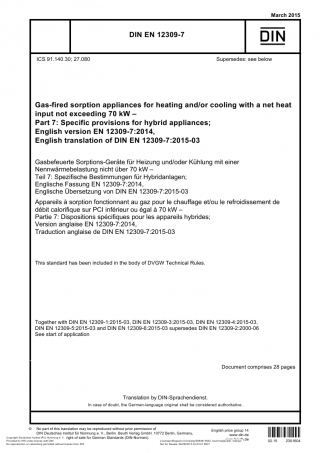 March 2015
DIN EN 12309-7
DIN
ICS 91.140.30; 27.080
Supersedes: see below
Gas-fired sorption appliances for heating and/or cooling with a net heat
input not exceeding 70 kW –
Part 7: Specific provisions for hybrid appliances;
English version EN 12309-7:2014,
English translation of DIN EN 12309-7:2015-03
Gasbefeuerte Sorptions-Geräte für Heizung und/oder Kühlung mit einer
Nennwärmebelastung nicht über 70 kW –
Teil 7: Spezifische Bestimmungen für Hybridanlagen;
Englische Fassung EN 12309-7:2014,
Englische Übersetzung von DIN EN 12309-7:2015-03
Appareils à sorption fonctionnant au gaz pour le chauffage et/ou le refroidissement de
débit calorifique sur PCI inférieur ou égal à 70 kW –
Partie 7: Dispositions spécifiques pour les appareils hybrides;
Version anglaise EN 12309-7:2014,
Traduction anglaise de DIN EN 12309-7:2015-03
This standard has been included in the body of DVGW Technical Rules.
Together with DIN EN 12309-1:2015-03, DIN EN 12309-3:2015-03, DIN EN 12309-4:2015-03,
DIN EN 12309-5:2015-03 and DIN EN 12309-6:2015-03 supersedes DIN EN 12309-2:2000-06
See start of application
Document comprises 28 pages
Translation by DIN-Sprachendienst.
In case of doubt, the German-language original shall be considered authoritative.
No part of this translation may be reproduced without prior permission of
DIN Deutsches Institut für Normung e. V., Berlin. Beuth Verlag GmbH, 10772 Berlin, Germany,
right of sale for German Standards (DIN-Normen).
English price group 14
www.din.de